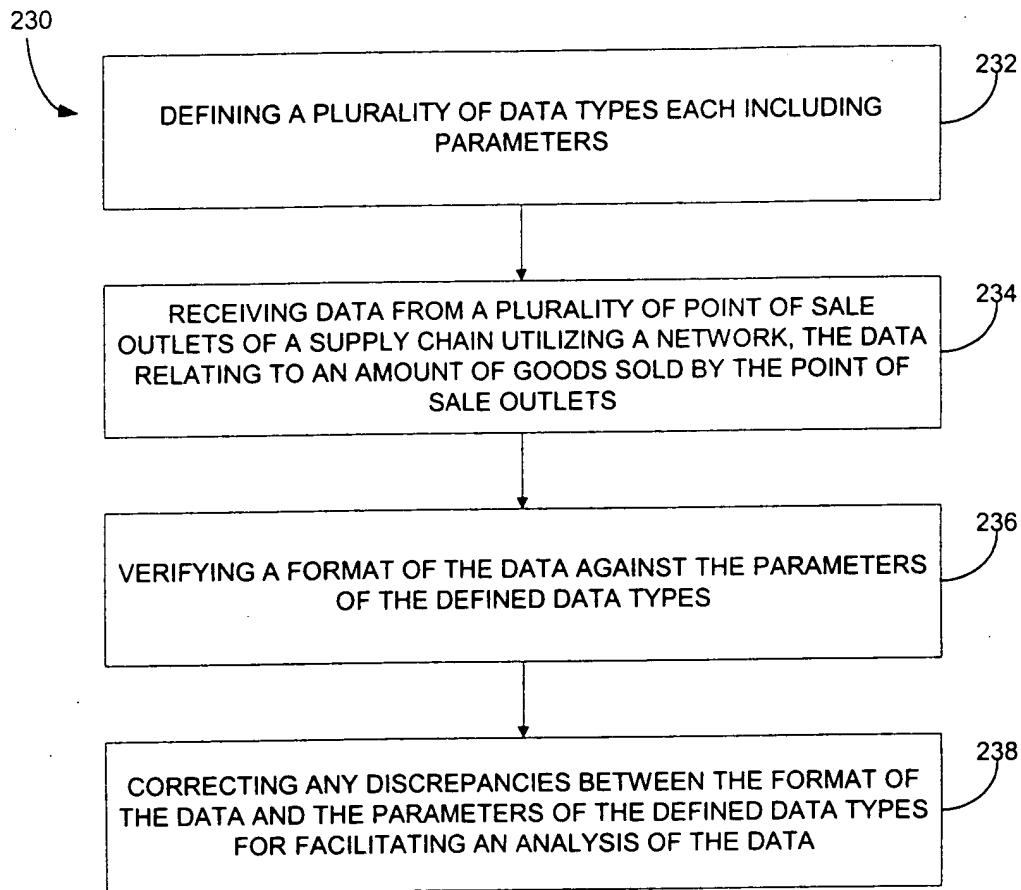 230
232
DEFINING A PLURALITY OF DATA TYPES EACH INCLUDING
PARAMETERS
234
RECEIVING DATA FROM A PLURALITY OF POINT OF SALE
OUTLETS OF A SUPPLY CHAIN UTILIZING A NETWORK, THE DATA
RELATING TO AN AMOUNT OF GOODS SOLD BY THE POINT OF
SALE OUTLETS
236
VERIFYING A FORMAT OF THE DATA AGAINST THE PARAMETERS
OF THE DEFINED DATA TYPES
238
CORRECTING ANY DISCREPANCIES BETWEEN THE FORMAT OF
THE DATA AND THE PARAMETERS OF THE DEFINED DATA TYPES
FOR FACILITATING AN ANALYSIS OF THE DATA